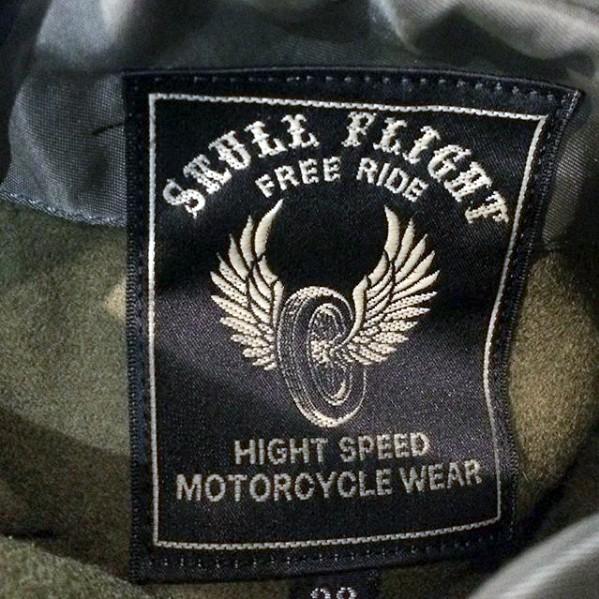 SKULL FLIGHT
FREE RIDE
HIGHT SPEED
MOTORCYCLE WEAR